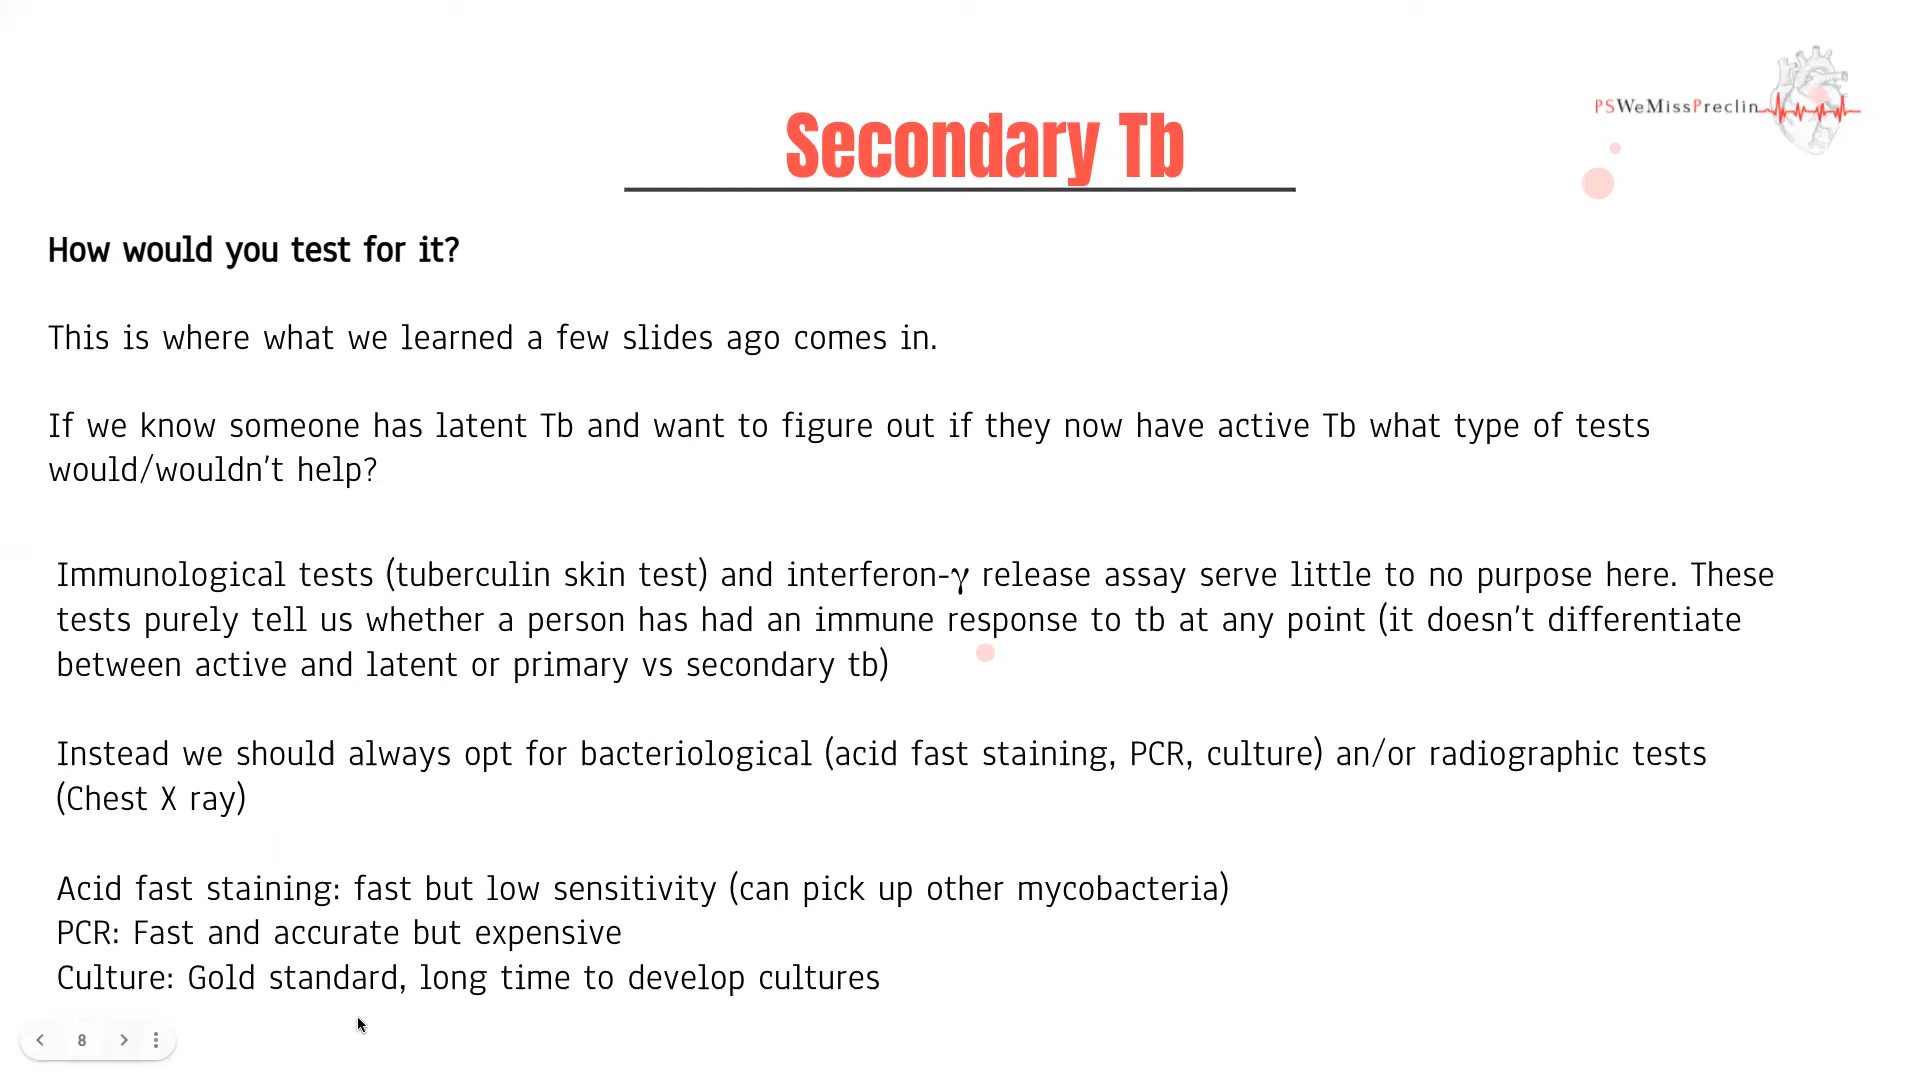 PSWeMissPreclin
Secondary Tb
How would you test for it?
This is where what we learned a few slides ago comes in.
If we know someone has latent Tb and want to figure out if they now have active Tb what type of tests
would/wouldn't help?
Immunological tests (tuberculin skin test) and interferon-γ release assay serve little to no purpose here. These
tests purely tell us whether a person has had an immune response to tb at any point (it doesn't differentiate
between active and latent or primary vs secondary tb)
Instead we should always opt for bacteriological (acid fast staining, PCR, culture) an/or radiographic tests
(Chest X ray)
Acid fast staining: fast but low sensitivity (can pick up other mycobacteria)
PCR: Fast and accurate but expensive
Culture: Gold standard, long time to develop cultures
8